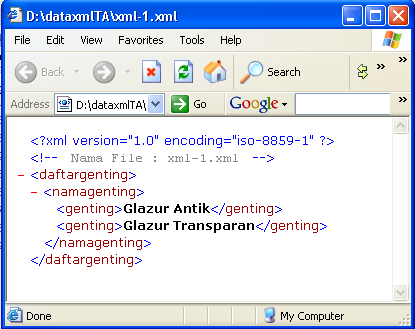 D:\dataxmlTA\xml-1.xml
File Edit View Favorites Tools Help
Back Search
Address D:\dataxmlTA\ Go Google
<?xml version="1.0" encoding="iso-8859-1" ?>
<!-- Nama File : xml-1.xml -->
- <daftargenting>
- <namagenting>
<genting>Glazur Antik</genting>
<genting>Glazur Transparan</genting>
</namagenting>
</daftargenting>
Done My Computer